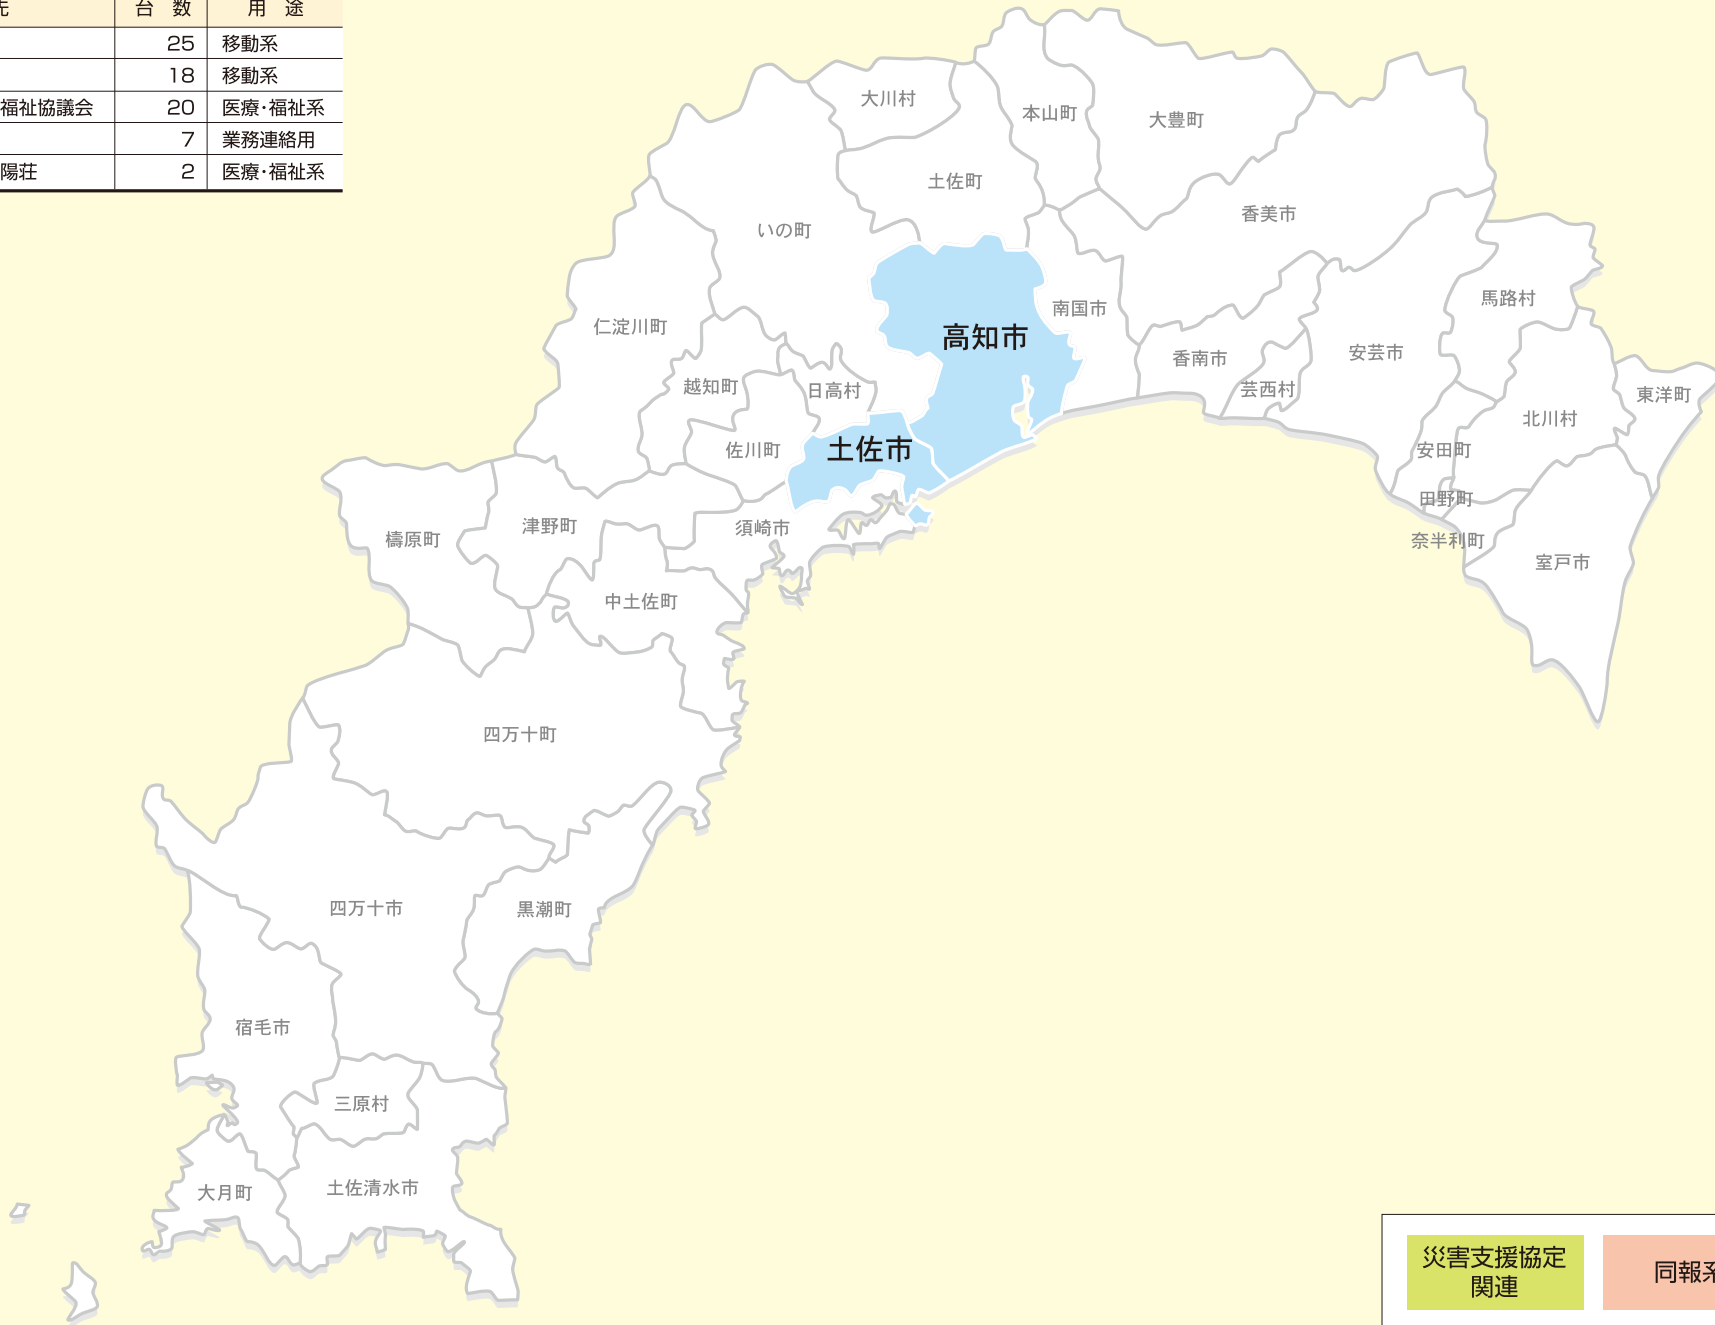 先 台 数 用 途
25 移動系
18 移動系
福祉協議会 20 医療・福祉系
7 業務連絡用
陽荘 2 医療・福祉系
大川村
本山町
大豊町
土佐町
香美市
いの町
馬路村
南国市
仁淀川町
高知市
香南市
安芸市
越知町
日高村
芸西村
東洋町
北川村
佐川町
土佐市
安田町
田野町
津野町
須崎市
檮原町
奈半利町
室戸市
中土佐町
四万十町
四万十市
黒潮町
宿毛市
三原村
大月町
土佐清水市
災害支援協定
関連
同報系